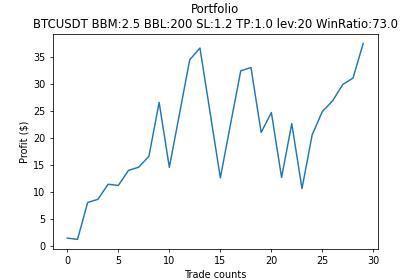 Portfolio
BTCUSDT BBM:2.5 BBL:200 SL:1.2 TP:1.0 lev:20 WinRatio:73.0
35
30
25
20
15
10
5
0
Profit ($)
0 5 10 15 20 25 30
Trade counts